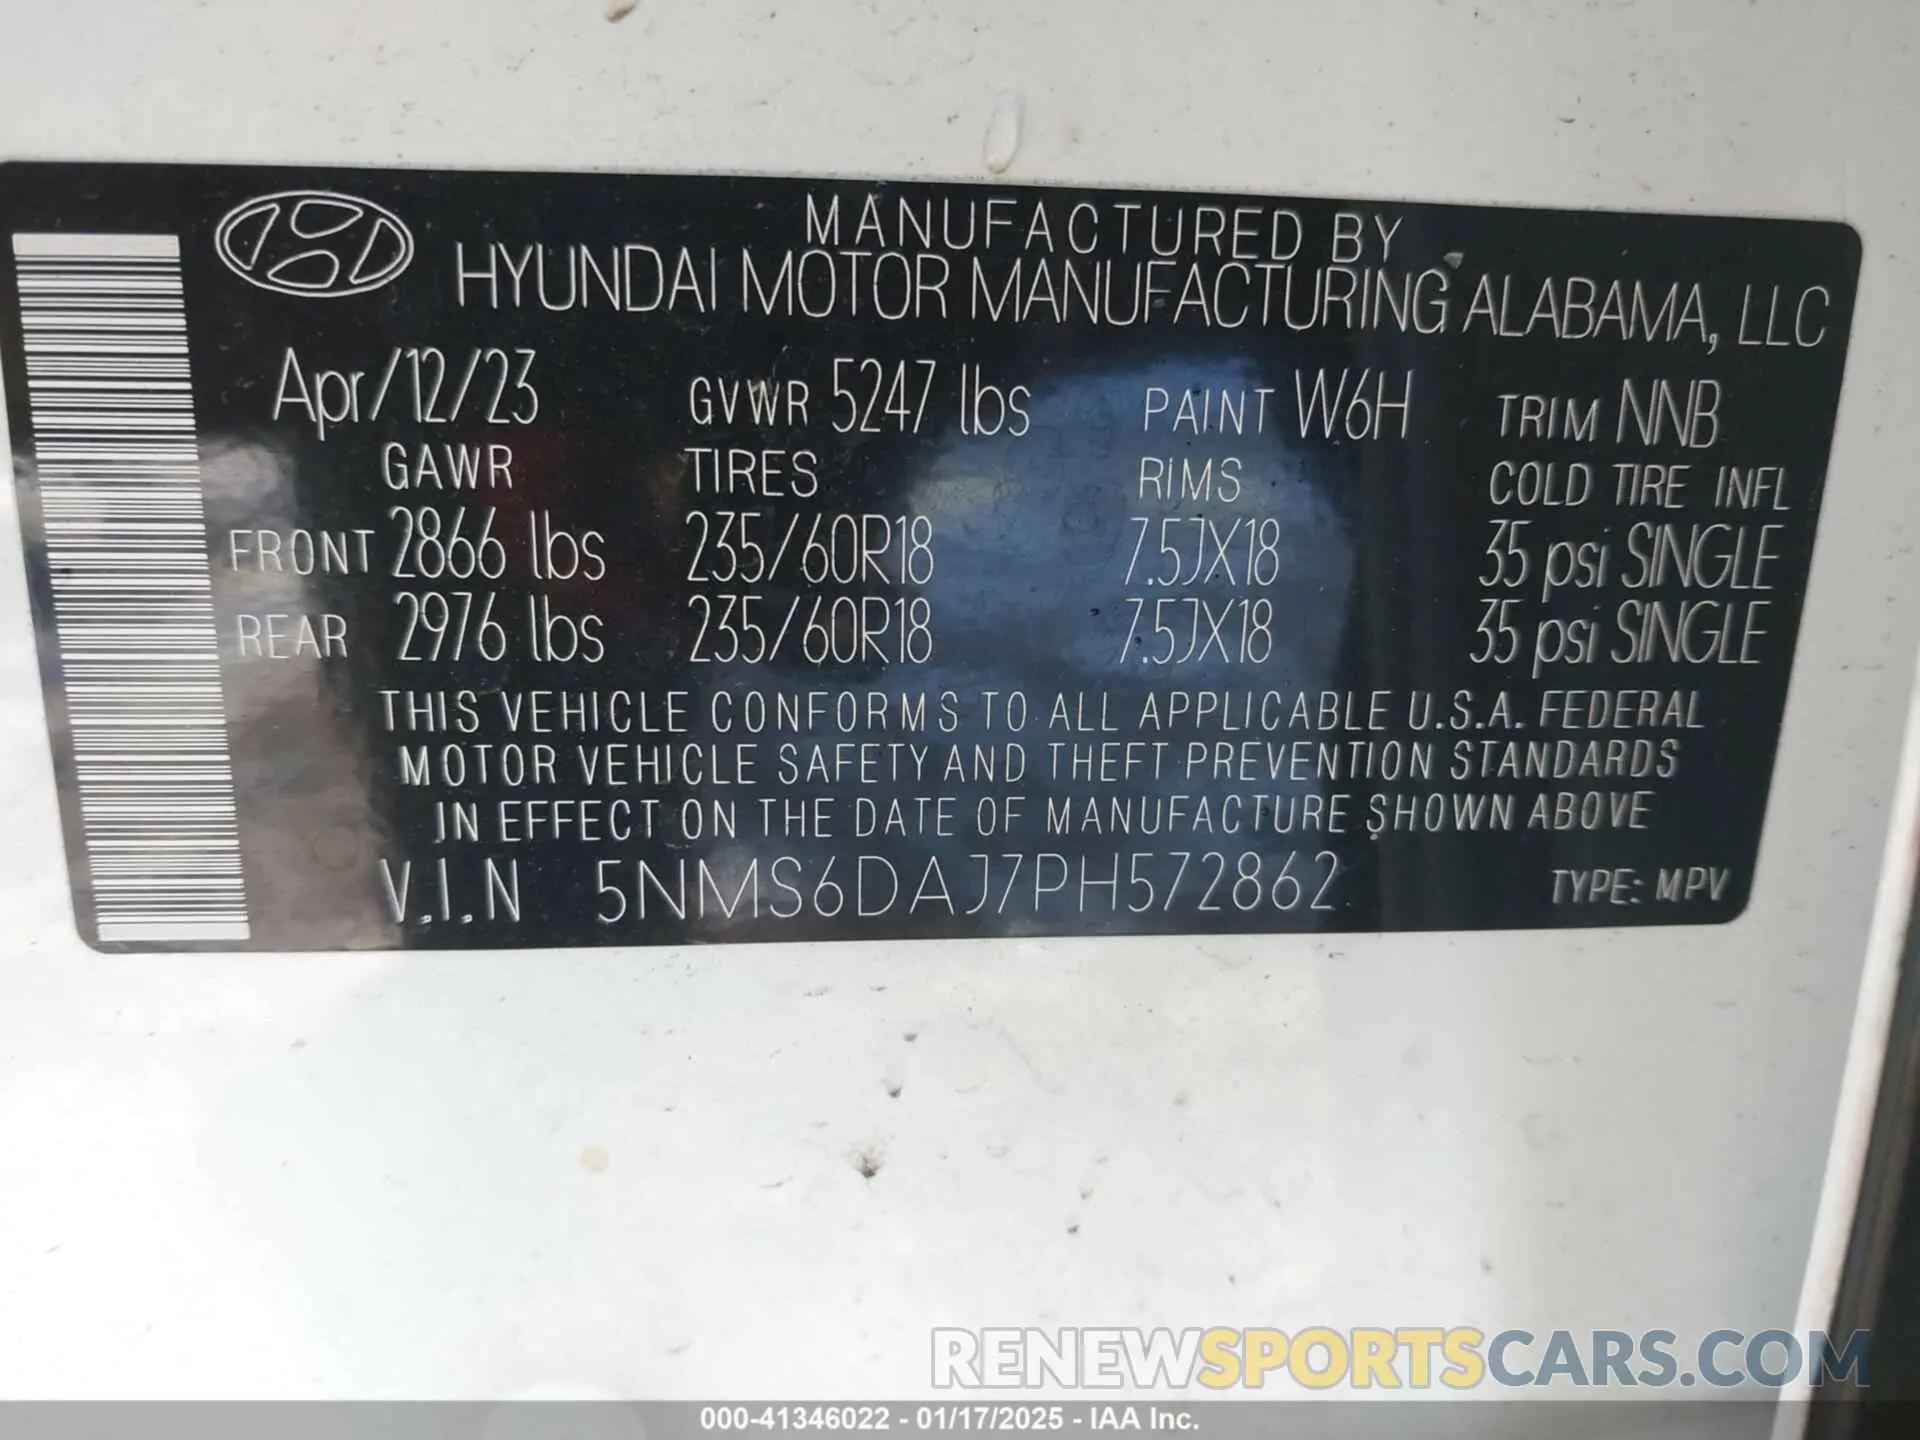 MANUFACTURED BY
HYUNDAI MOTOR MANUFACTURING ALABAMA, LLC
Apr/12/23 GVWR 5247 lbs PAINT W6H TRIM NNB
GAWR TIRES RIMS COLD TIRE INFL
FRONT 2866 lbs 235/60R18 7.5JX18 35 psi SINGLE
REAR 2976 lbs 235/60R18 7.5JX18 35 psi SINGLE
THIS VEHICLE CONFORMS TO ALL APPLICABLE U.S.A. FEDERAL
MOTOR VEHICLE SAFETY AND THEFT PREVENTION STANDARDS
IN EFFECT ON THE DATE OF MANUFACTURE SHOWN ABOVE
V.I.N 5NMS6DAJ7PH572862 TYPE: MPV
RENEWSPORTSCARS.COM
000-41346022 - 01/17/2025 - IAA Inc.